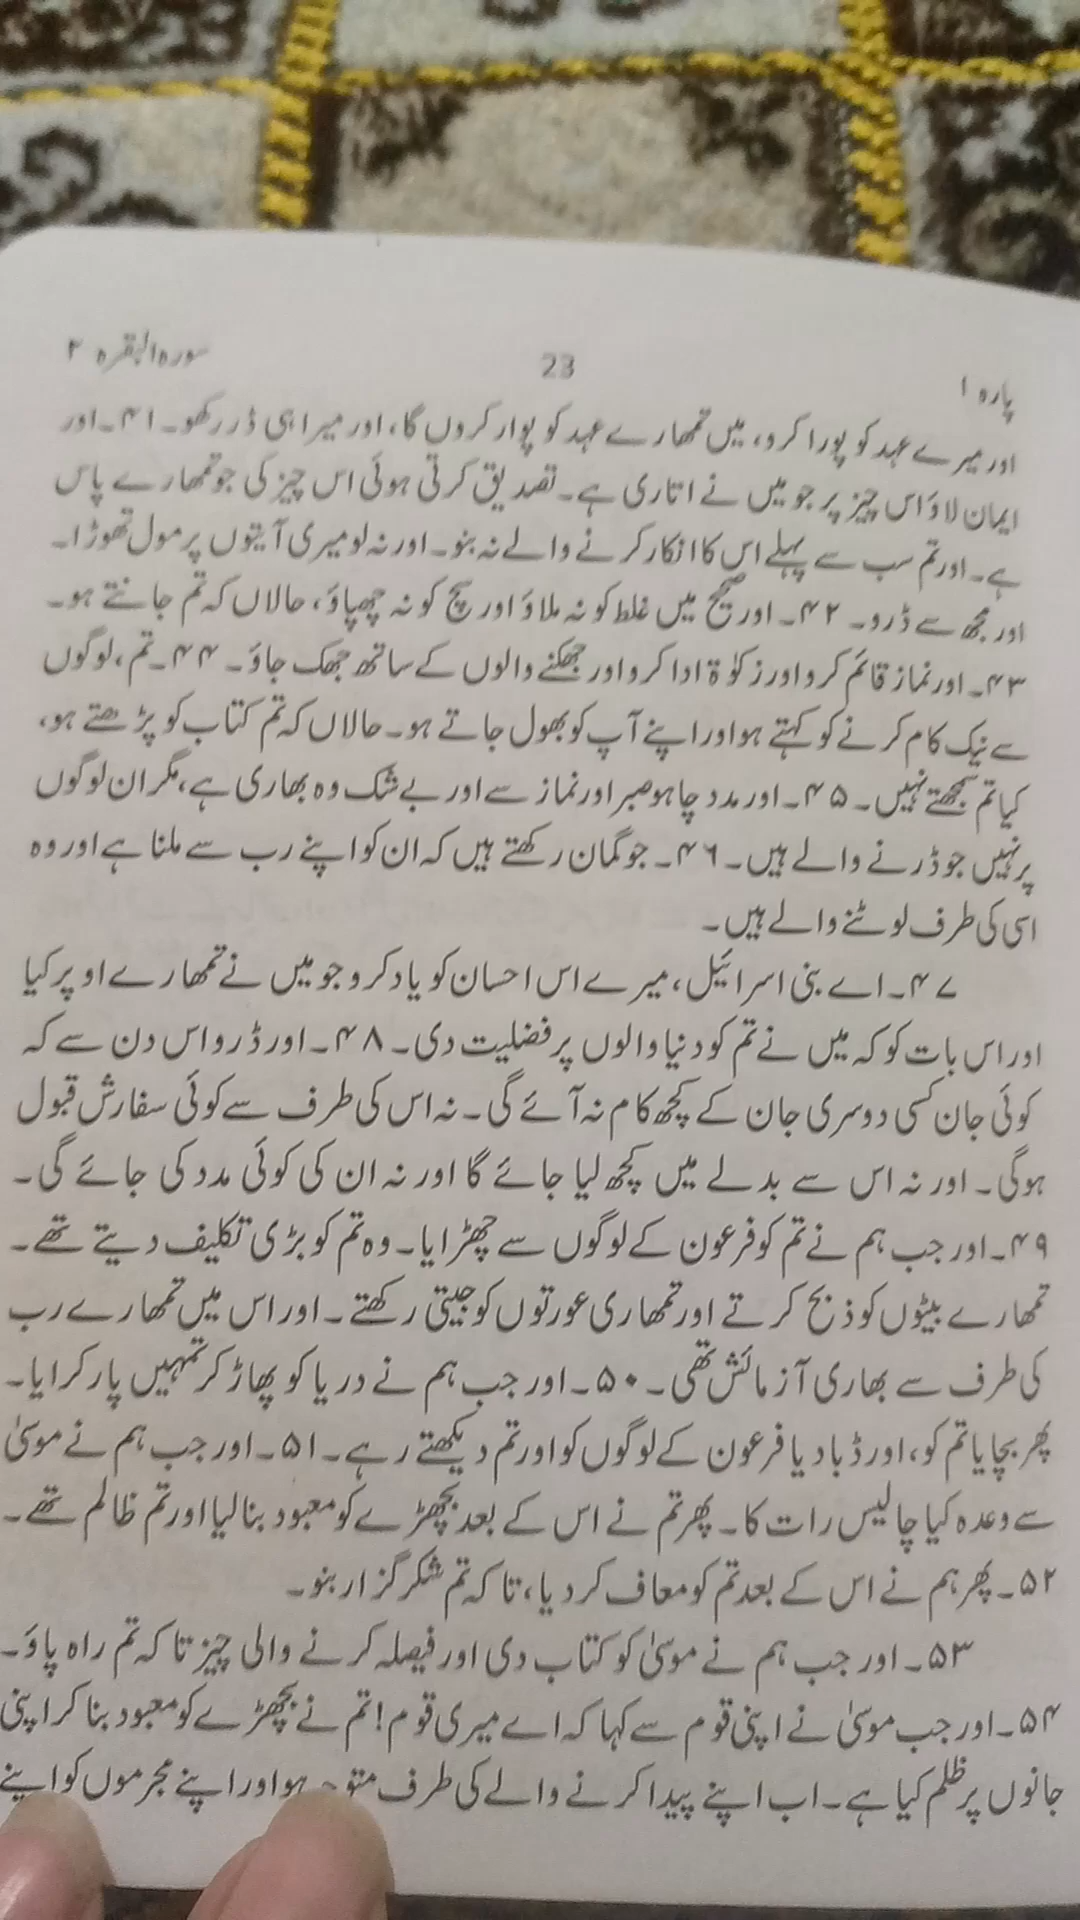 پارہ ۱
23
سورہ البقرہ ۲
اور میرے عہد کو پورا کرو، میں تمھارے عہد کو پوار کروں گا، اور میرا ہی ڈر رکھو۔ ۴۱۔ اور
ایمان لاؤ اس چیز پر جو میں نے اتاری ہے۔ تصدیق کرتی ہوئی اس چیز کی جو تمھارے پاس
ہے۔ اور تم سب سے پہلے اس کا انکار کرنے والے نہ بنو۔ اور نہ لو میری آیتوں پر مول تھوڑا۔
اور مجھ سے ڈرو۔ ۴۲۔ اور صحیح میں غلط کو نہ ملاؤ اور سچ کو نہ چھپاؤ، حالاں کہ تم جانتے ہو۔
۴۳۔ اور نماز قائم کرو اور زکوٰۃ ادا کرو اور جھکنے والوں کے ساتھ جھک جاؤ۔ ۴۴۔ تم، لوگوں
سے نیک کام کرنے کو کہتے ہو اور اپنے آپ کو بھول جاتے ہو۔ حالاں کہ تم کتاب کو پڑھتے ہو،
کیا تم سمجھتے نہیں۔ ۴۵۔ اور مدد چاہو صبر اور نماز سے اور بے شک وہ بھاری ہے، مگر ان لوگوں
پر نہیں جو ڈرنے والے ہیں۔ ۴۶۔ جو گمان رکھتے ہیں کہ ان کو اپنے رب سے ملنا ہے اور وہ
اسی کی طرف لوٹنے والے ہیں۔
۴۷۔ اے بنی اسرائیل، میرے اس احسان کو یاد کرو جو میں نے تمھارے اوپر کیا
اور اس بات کو کہ میں نے تم کو دنیا والوں پر فضلیت دی۔ ۴۸۔ اور ڈرو اس دن سے کہ
کوئی جان کسی دوسری جان کے کچھ کام نہ آئے گی۔ نہ اس کی طرف سے کوئی سفارش قبول
ہوگی۔ اور نہ اس سے بدلے میں کچھ لیا جائے گا اور نہ ان کی کوئی مدد کی جائے گی۔
۴۹۔ اور جب ہم نے تم کو فرعون کے لوگوں سے چھڑایا۔ وہ تم کو بڑی تکلیف دیتے تھے۔
تمھارے بیٹوں کو ذبح کرتے اور تمھاری عورتوں کو جیتی رکھتے۔ اور اس میں تمھارے رب
کی طرف سے بھاری آزمائش تھی۔ ۵۰۔ اور جب ہم نے دریا کو پھاڑ کر تمہیں پار کرایا۔
پھر بچایا تم کو، اور ڈبا دیا فرعون کے لوگوں کو اور تم دیکھتے رہے۔ ۵۱۔ اور جب ہم نے موسیٰ
سے وعدہ کیا چالیس رات کا۔ پھر تم نے اس کے بعد بچھڑے کو معبود بنا لیا اور تم ظالم تھے۔
۵۲۔ پھر ہم نے اس کے بعد تم کو معاف کر دیا، تاکہ تم شکر گزار بنو۔
۵۳۔ اور جب ہم نے موسیٰ کو کتاب دی اور فیصلہ کرنے والی چیز تاکہ تم راہ پاؤ۔
۵۴۔ اور جب موسیٰ نے اپنی قوم سے کہا کہ اے میری قوم! تم نے بچھڑے کو معبود بنا کر اپنی
جانوں پر ظلم کیا ہے۔ اب اپنے پیدا کرنے والے کی طرف متوجہ ہو اور اپنے مجرموں کو اپنے